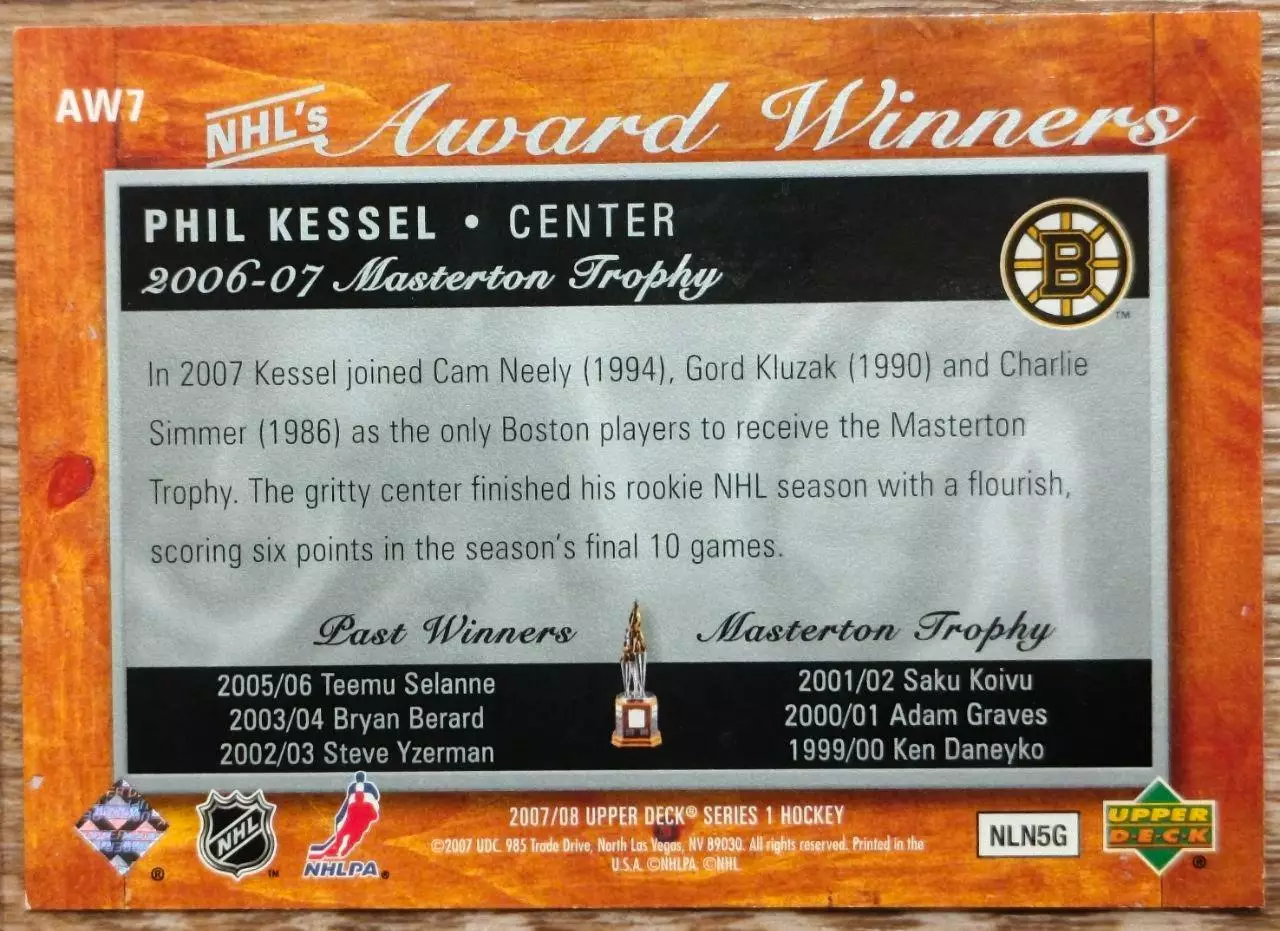 AW7
NHL's Award Winners
PHIL KESSEL • CENTER
2006-07 Masterton Trophy
B
TM
In 2007 Kessel joined Cam Neely (1994), Gord Kluzak (1990) and Charlie
Simmer (1986) as the only Boston players to receive the Masterton
Trophy. The gritty center finished his rookie NHL season with a flourish,
scoring six points in the season's final 10 games.
Past Winners Masterton Trophy
2005/06 Teemu Selanne
2003/04 Bryan Berard
2002/03 Steve Yzerman
2001/02 Saku Koivu
2000/01 Adam Graves
1999/00 Ken Daneyko
®
NHL
TM
NHLPA®
2007/08 UPPER DECK® SERIES 1 HOCKEY
©2007 UDC. 985 Trade Drive, North Las Vegas, NV 89030. All rights reserved. Printed in the
U.S.A. ©NHLPA ©NHL
NLN5G
UPPER
DECK
®